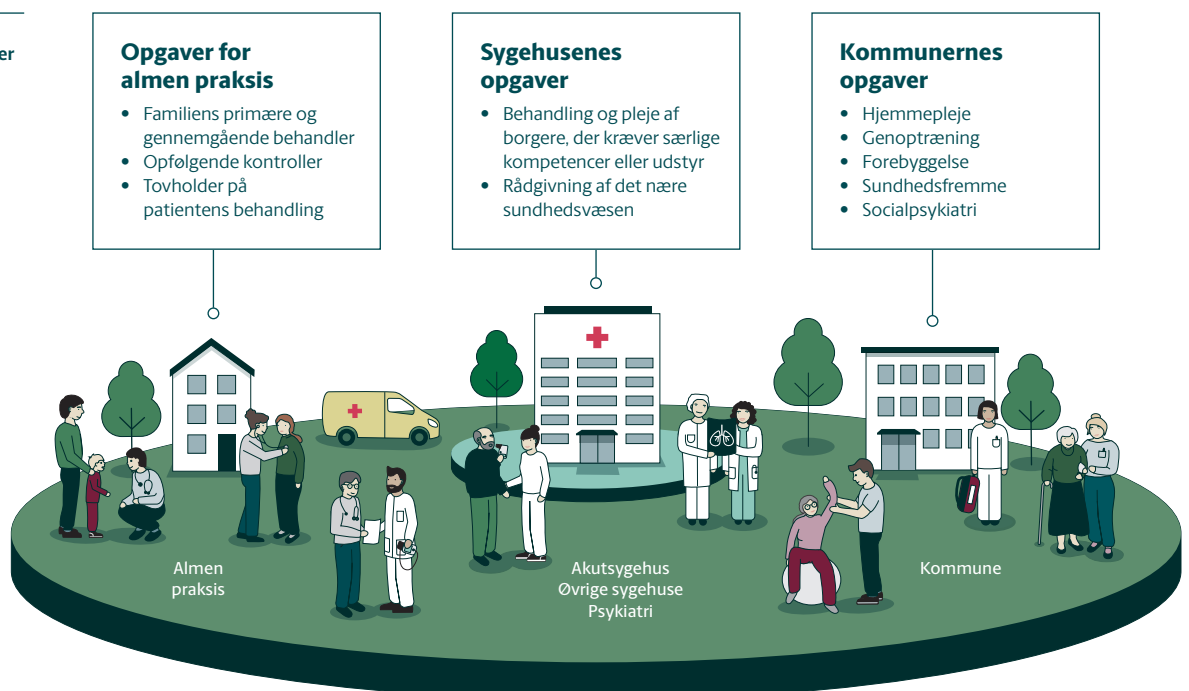 er
Opgaver for
almen praksis
• Familiens primære og
gennemgående behandler
• Opfølgende kontroller
• Tovholder på
patientens behandling
Sygehusenes
opgaver
• Behandling og pleje af
borgere, der kræver særlige
kompetencer eller udstyr
• Rådgivning af det nære
sundhedsvæsen
Kommunernes
opgaver
• Hjemmepleje
• Genoptræning
• Forebyggelse
• Sundhedsfremme
• Socialpsykiatri
Almen
praksis
Akutsygehus
Øvrige sygehuse
Psykiatri
Kommune